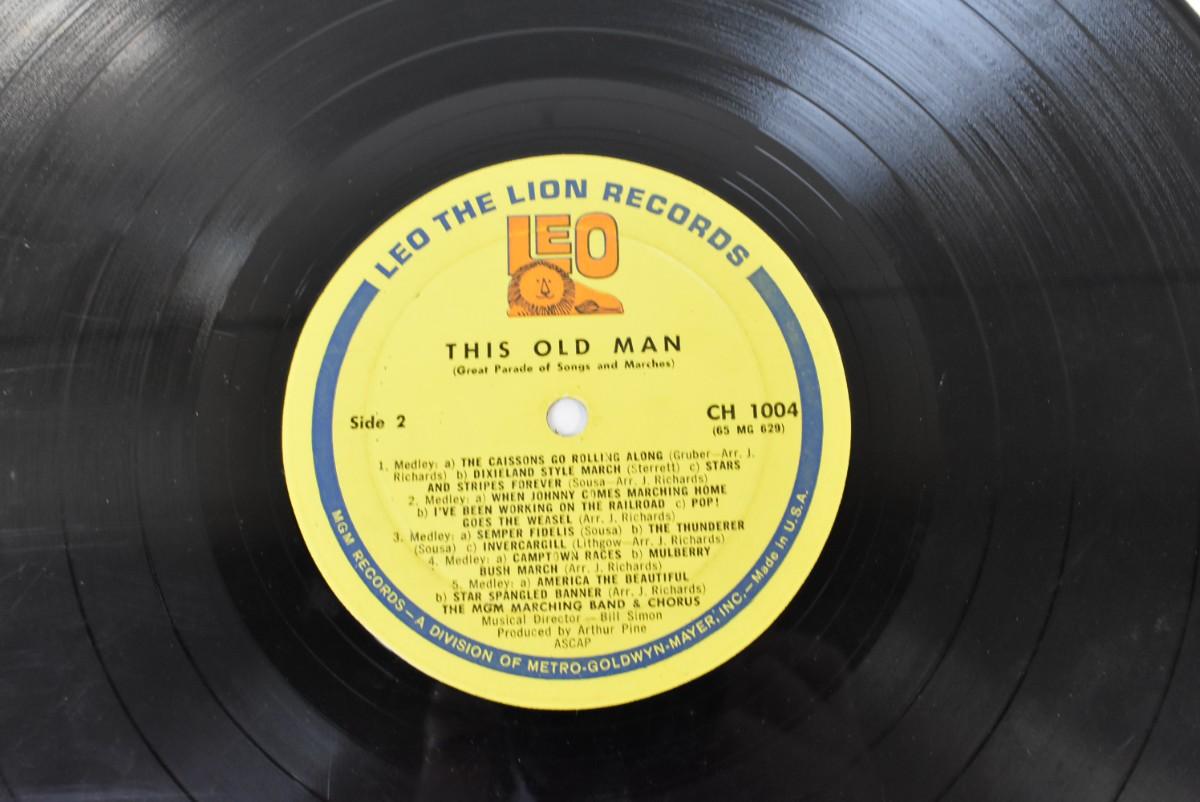 LEO THE LION RECORDS
LEO
THIS OLD MAN
(Great Parade of Songs and Marches)
Side 2
CH 1004
(65 MG 629)
1. Medley: a) THE CAISSONS GO ROLLING ALONG (Gruber—Arr. J.
Richards) b) DIXIELAND STYLE MARCH (Sterrett) c) STARS
AND STRIPES FOREVER (Sousa—Arr. J. Richards)
2. Medley: a) WHEN JOHNNY COMES MARCHING HOME
b) I'VE BEEN WORKING ON THE RAILROAD c) POP!
GOES THE WEASEL (Arr. J. Richards)
3. Medley: a) SEMPER FIDELIS (Sousa) b) THE THUNDERER
(Sousa) c) INVERCARGILL (Lithgow—Arr. J. Richards)
4. Medley: a) CAMPTOWN RACES b) MULBERRY
BUSH MARCH (Arr. J. Richards)
5. Medley: a) AMERICA THE BEAUTIFUL
b) STAR SPANGLED BANNER (Arr. J. Richards)
THE MGM MARCHING BAND & CHORUS
Musical Director—Bill Simon
Produced by Arthur Pine
ASCAP
MGM RECORDS—A DIVISION OF METRO-GOLDWYN-MAYER, INC.—Made in U.S.A.